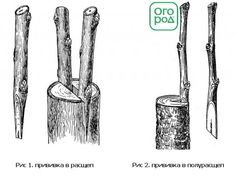 ОГО
РОД
Рис 1. прививка в расщеп
Рис 2. прививка в полурасщеп